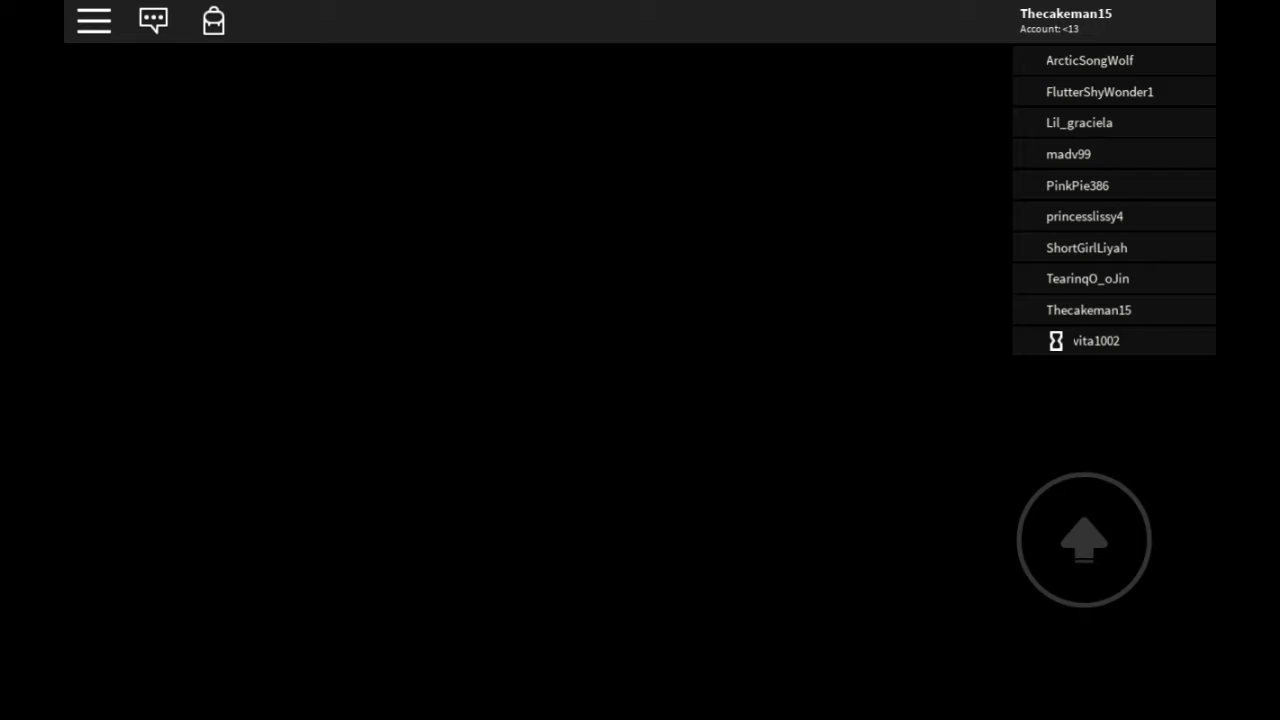 Thecakeman15
Account: <13
ArcticSongWolf
FlutterShyWonder1
Lil_graciela
madv99
PinkPie386
princesslissy4
ShortGirlLiyah
TearinqO_oJin
Thecakeman15
vita1002